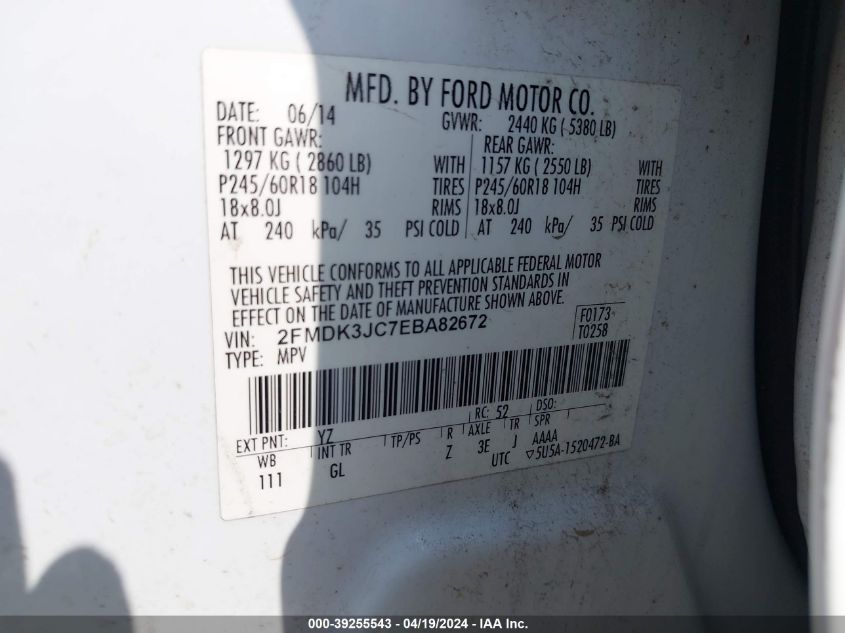 MFD. BY FORD MOTOR CO.
DATE: 06/14 GVWR: 2440 KG ( 5380 LB)
FRONT GAWR: REAR GAWR:
1297 KG ( 2860 LB) WITH 1157 KG ( 2550 LB) WITH
P245/60R18 104H TIRES P245/60R18 104H TIRES
18x8.0J RIMS 18x8.0J RIMS
AT 240 kPa/ 35 PSI COLD AT 240 kPa/ 35 PSI COLD
THIS VEHICLE CONFORMS TO ALL APPLICABLE FEDERAL MOTOR
VEHICLE SAFETY AND THEFT PREVENTION STANDARDS IN
EFFECT ON THE DATE OF MANUFACTURE SHOWN ABOVE.
VIN: 2FMDK3JC7EBA82672 F0173
TYPE: MPV T0258
EXT PNT: YZ RC: 52 DSO:
WB INT TR TP/PS R AXLE TR SPR
111 GL Z 3E J AAAA
UTC ▽5U5A-1520472-BA
000-39255543 - 04/19/2024 - IAA Inc.